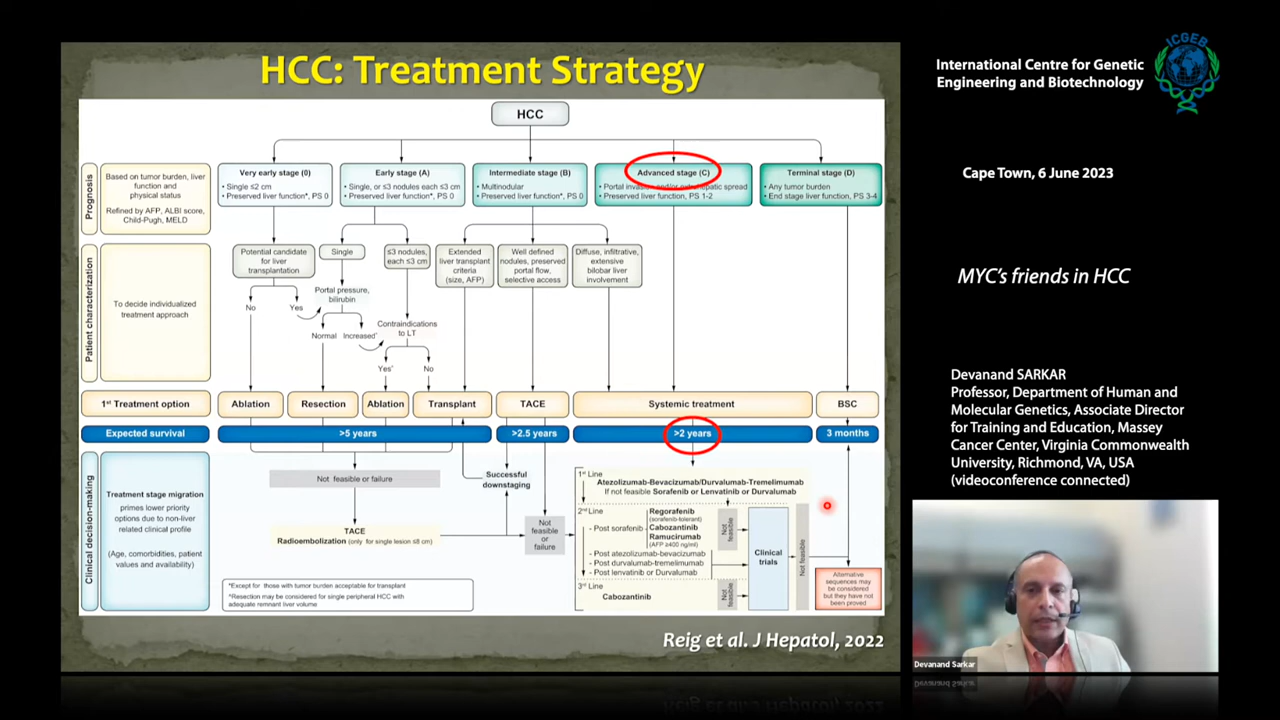 HCC: Treatment Strategy
HCC
Prognosis
Based on tumor burden, liver
function and
physical status
Refined by AFP, ALBI score,
Child-Pugh, MELD
Very early stage (0)
• Single ≤2 cm
• Preserved liver function*, PS 0
Early stage (A)
• Single, or ≤3 nodules each ≤3 cm
• Preserved liver function*, PS 0
Intermediate stage (B)
• Multinodular
• Preserved liver function*, PS 0
Advanced stage (C)
• Portal invasion and/or extrahepatic spread
• Preserved liver function, PS 1-2
Terminal stage (D)
• Any tumor burden
• End stage liver function, PS 3-4
Patient characterization
To decide individualized
treatment approach
Potential candidate
for liver
transplantation
Single
≤3 nodules,
each ≤3 cm
Extended
liver transplant
criteria
(size, AFP)
Well defined
nodules, preserved
portal flow,
selective access
Diffuse, infiltrative,
extensive
bilobar liver
involvement
No
Yes
Portal pressure,
bilirubin
Normal
Increased
Contraindications
to LT
Yes
No
1st Treatment option
Ablation
Resection
Ablation
Transplant
TACE
Systemic treatment
BSC
Expected survival
>5 years
>2.5 years
>2 years
3 months
Clinical decision-making
Treatment stage migration
primes lower priority
options due to non-liver
related clinical profile
(Age, comorbidities, patient
values and availability)
Not feasible or failure
TACE
Radioembolization (only for single lesion ≤8 cm)
Successful
downstaging
Not
feasible
or
failure
1st Line
Atezolizumab-Bevacizumab/Durvalumab-Tremelimumab
If not feasible Sorafenib or Lenvatinib or Durvalumab
2nd Line
- Post sorafenib
Regorafenib
(sorafenib-tolerant)
Cabozantinib
Ramucirumab
(AFP ≥400 ng/ml)
- Post atezolizumab-bevacizumab
- Post durvalumab-tremelimumab
- Post lenvatinib or Durvalumab
3rd Line
Cabozantinib
Not
feasible
Not
feasible
Clinical
trials
Not feasible
Alternative
sequences may
be considered
but they have not
been proved
*Except for those with tumor burden acceptable for transplant
*Resection may be considered for single peripheral HCC with
adequate remnant liver volume
Reig et al. J Hepatol, 2022
International Centre for Genetic
Engineering and Biotechnology
ICGEB
Cape Town, 6 June 2023
MYC's friends in HCC
Devanand SARKAR
Professor, Department of Human and
Molecular Genetics, Associate Director
for Training and Education, Massey
Cancer Center, Virginia Commonwealth
University, Richmond, VA, USA
(videoconference connected)
Devanand Sarkar